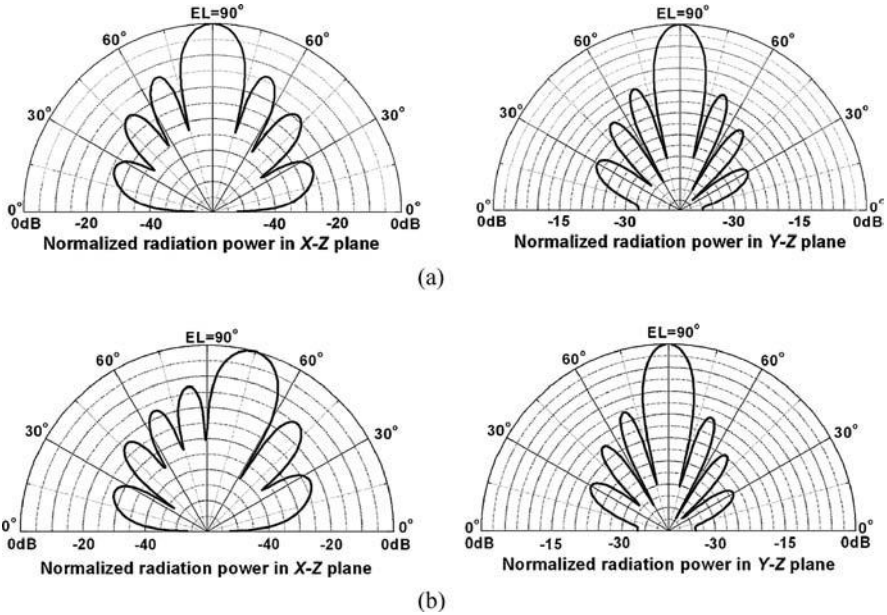 EL=90° EL=90°
60° 60° 60° 60°
30° 30° 30° 30°
0° 0° 0° 0°
0dB -20 -40 -40 -20 0dB 0dB -15 -30 -30 -15 0dB
Normalized radiation power in X-Z plane Normalized radiation power in Y-Z plane
(a)
EL=90° EL=90°
60° 60° 60° 60°
30° 30° 30° 30°
0° 0° 0° 0°
0dB -20 -40 -40 -20 0dB 0dB -15 -30 -30 -15 0dB
Normalized radiation power in X-Z plane Normalized radiation power in Y-Z plane
(b)